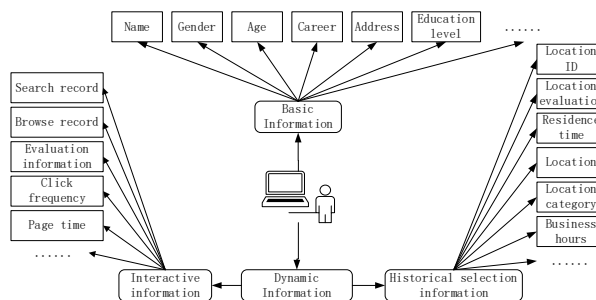 Name
Gender
Age
Career
Address
Education
level
......
Basic
Information
Search record
Browse record
Evaluation
information
Click
frequency
Page time
......
Location
ID
Location
evaluation
Residence
time
Location
Location
category
Business
hours
......
Interactive
information
Dynamic
Information
Historical selection
information